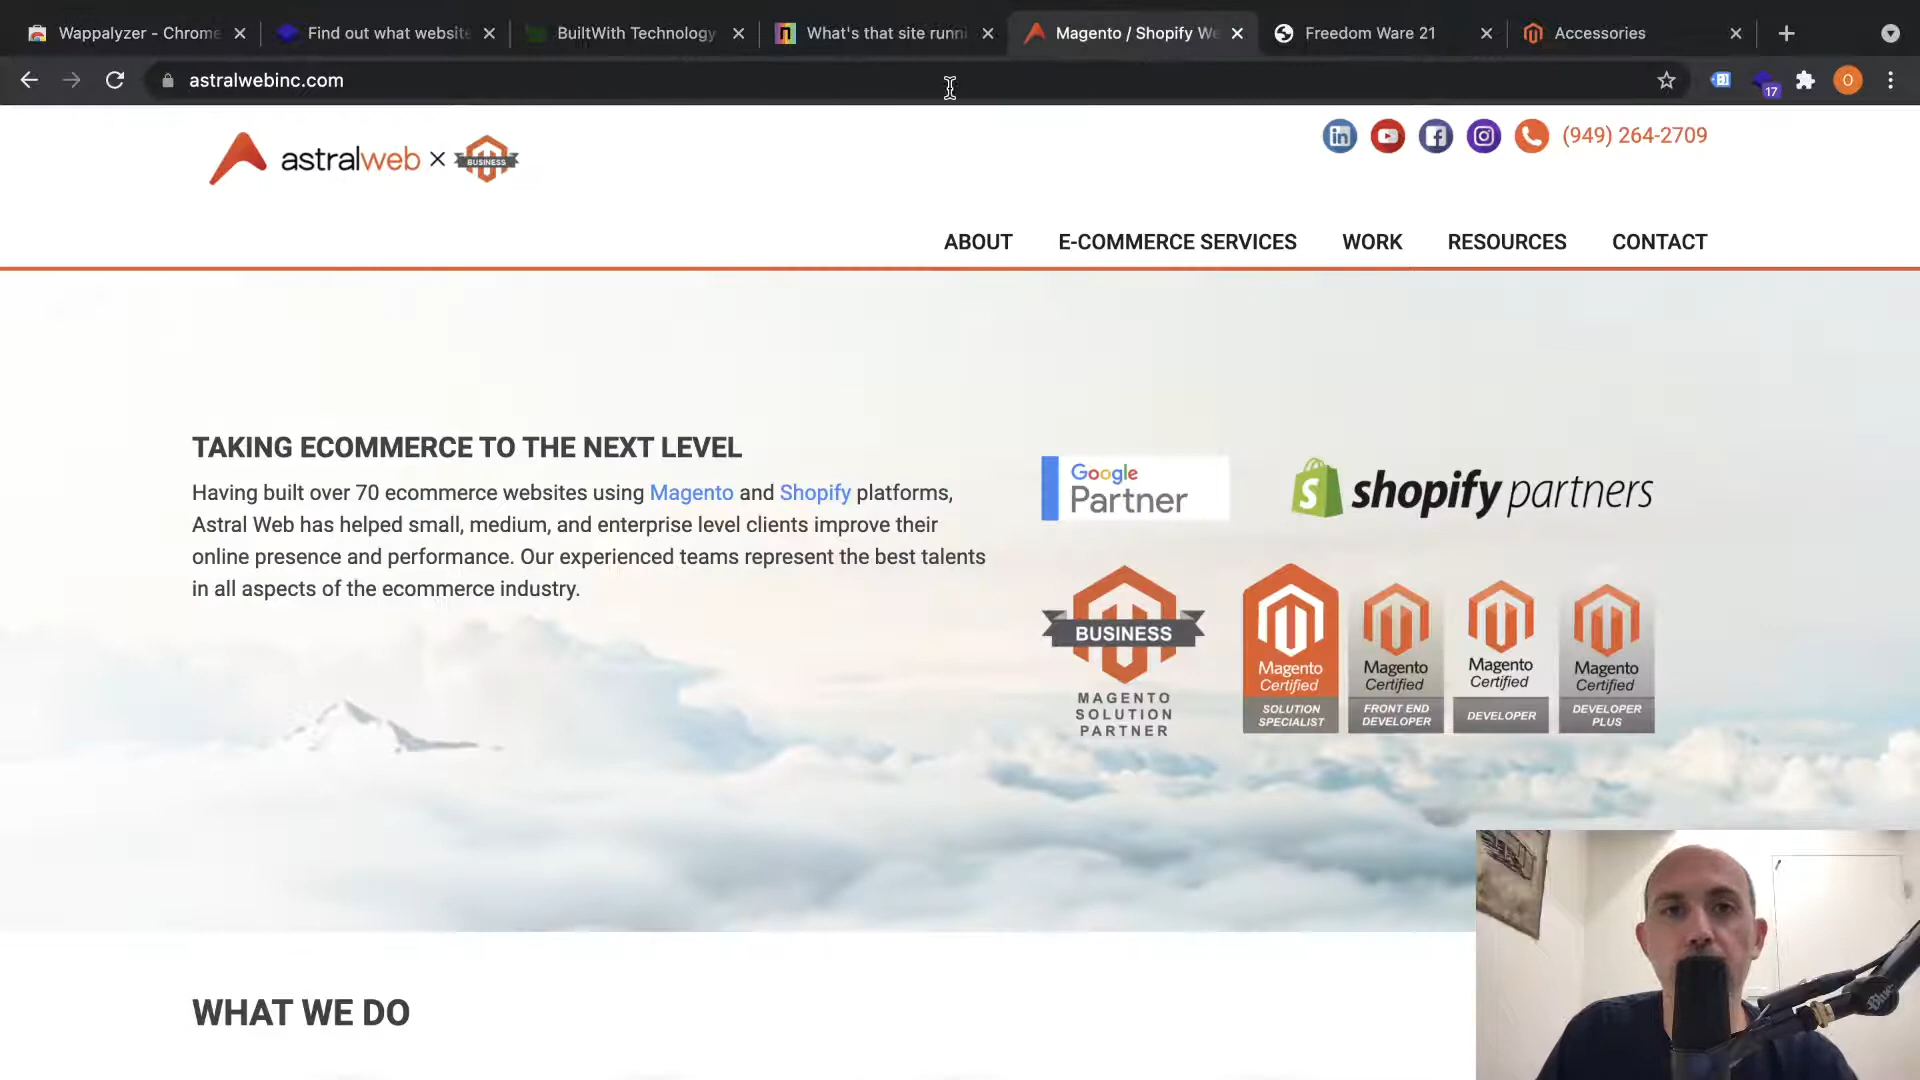 Wappalyzer - Chrome
Find out what website
BuiltWith Technology
What's that site runni
Magento / Shopify We
Freedom Ware 21
Accessories
astralwebinc.com
17
O
astralweb ×
BUSINESS
in
(949) 264-2709
ABOUT
E-COMMERCE SERVICES
WORK
RESOURCES
CONTACT
TAKING ECOMMERCE TO THE NEXT LEVEL
Having built over 70 ecommerce websites using Magento and Shopify platforms,
Astral Web has helped small, medium, and enterprise level clients improve their
online presence and performance. Our experienced teams represent the best talents
in all aspects of the ecommerce industry.
Google
Partner
shopify partners
BUSINESS
MAGENTO
SOLUTION
PARTNER
Magento
Certified
SOLUTION
SPECIALIST
Magento
Certified
FRONT END
DEVELOPER
Magento
Certified
DEVELOPER
Magento
Certified
DEVELOPER
PLUS
WHAT WE DO
Blue